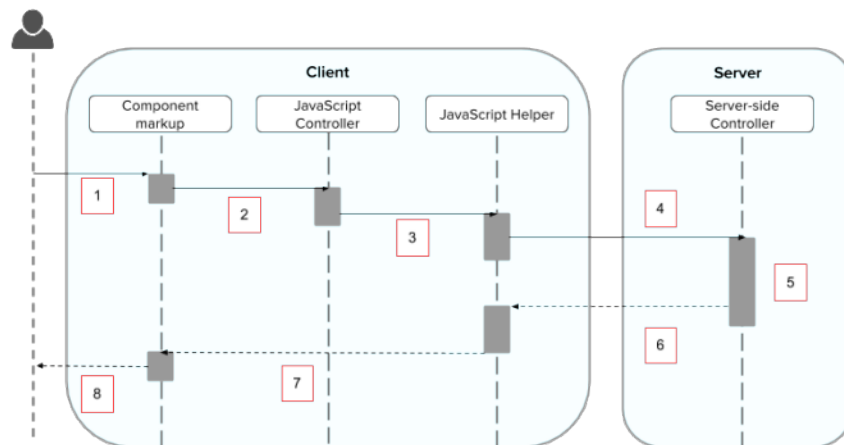 Client
Server
Component
markup
JavaScript
Controller
JavaScript Helper
Server-side
Controller
1
2
3
4
5
6
7
8